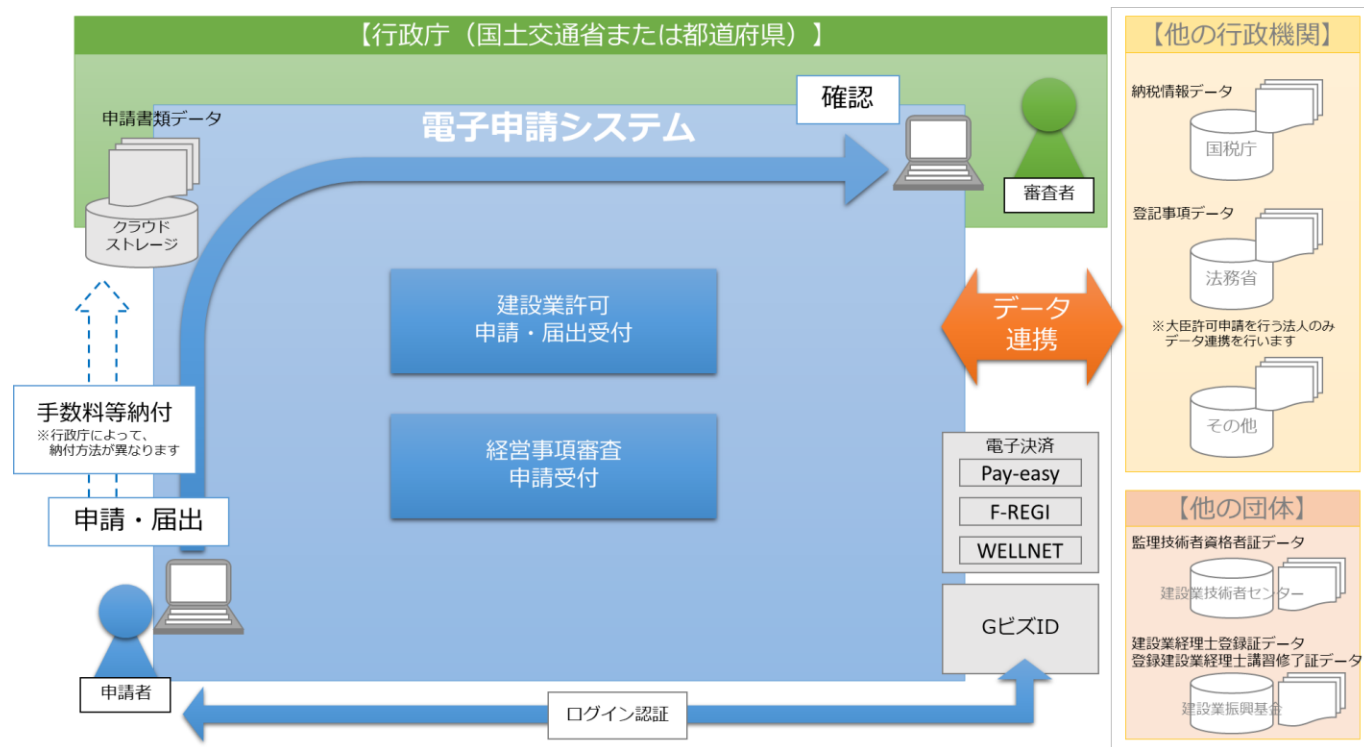 【行政庁（国土交通省または都道府県）】
電子申請システム
確認
申請書類データ
クラウド
ストレージ
審査者
建設業許可
申請・届出受付
経営事項審査
申請受付
データ
連携
手数料等納付
※行政庁によって、
納付方法が異なります
申請・届出
申請者
ログイン認証
電子決済
Pay-easy
F-REGI
WELLNET
GビズID
【他の行政機関】
納税情報データ
国税庁
登記事項データ
法務省
※大臣許可申請を行う法人のみ
データ連携を行います
その他
【他の団体】
監理技術者資格者証データ
建設業技術者センター
建設業経理士登録証データ
登録建設業経理士講習修了証データ
建設業振興基金